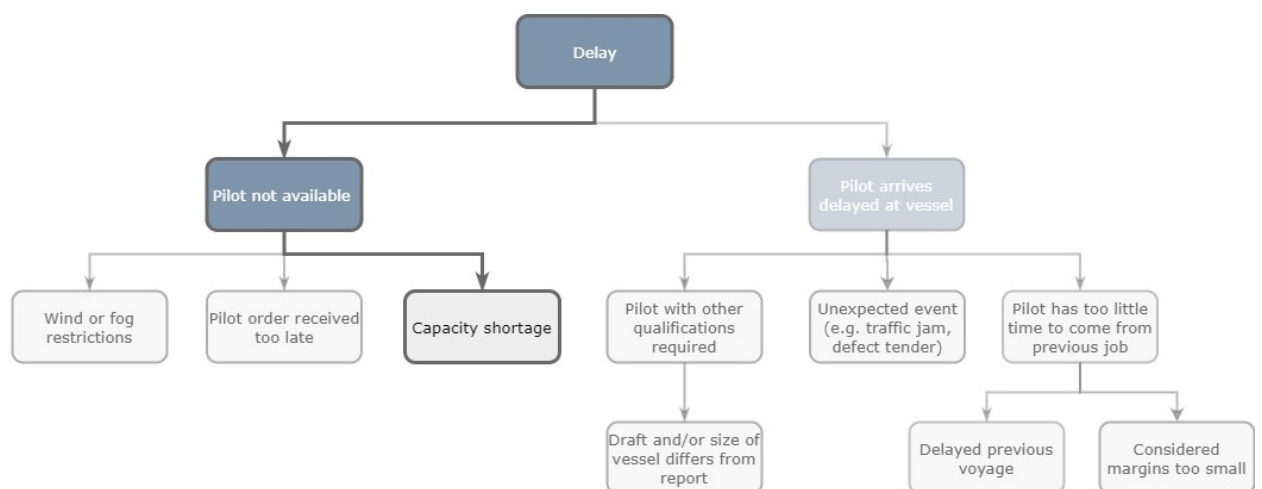 Delay
Pilot not available
Pilot arrives
delayed at vessel
Wind or fog
restrictions
Pilot order received
too late
Capacity shortage
Pilot with other
qualifications
required
Unexpected event
(e.g. traffic jam,
defect tender)
Pilot has too little
time to come from
previous job
Draft and/or size of
vessel differs from
report
Delayed previous
voyage
Considered
margins too small